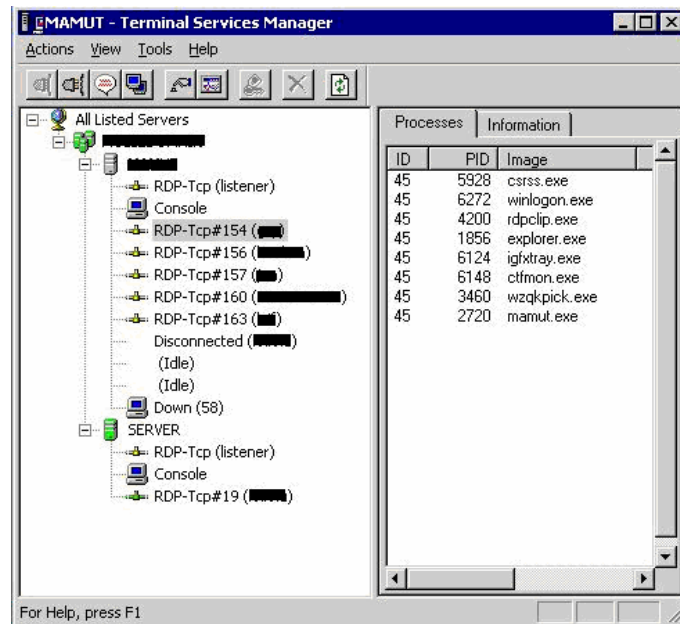 MAMUT - Terminal Services Manager
Actions View Tools Help
All Listed Servers
RDP-Tcp (listener)
Console
RDP-Tcp#154 ( )
RDP-Tcp#156 ( )
RDP-Tcp#157 ( )
RDP-Tcp#160 ( )
RDP-Tcp#163 ( )
Disconnected ( )
(Idle)
(Idle)
Down (58)
SERVER
RDP-Tcp (listener)
Console
RDP-Tcp#19 ( )
Processes Information
ID PID Image
45 5928 csrss.exe
45 6272 winlogon.exe
45 4200 rdpclip.exe
45 1856 explorer.exe
45 6124 igfxtray.exe
45 6148 ctfmon.exe
45 3460 wzqkpick.exe
45 2720 mamut.exe
For Help, press F1